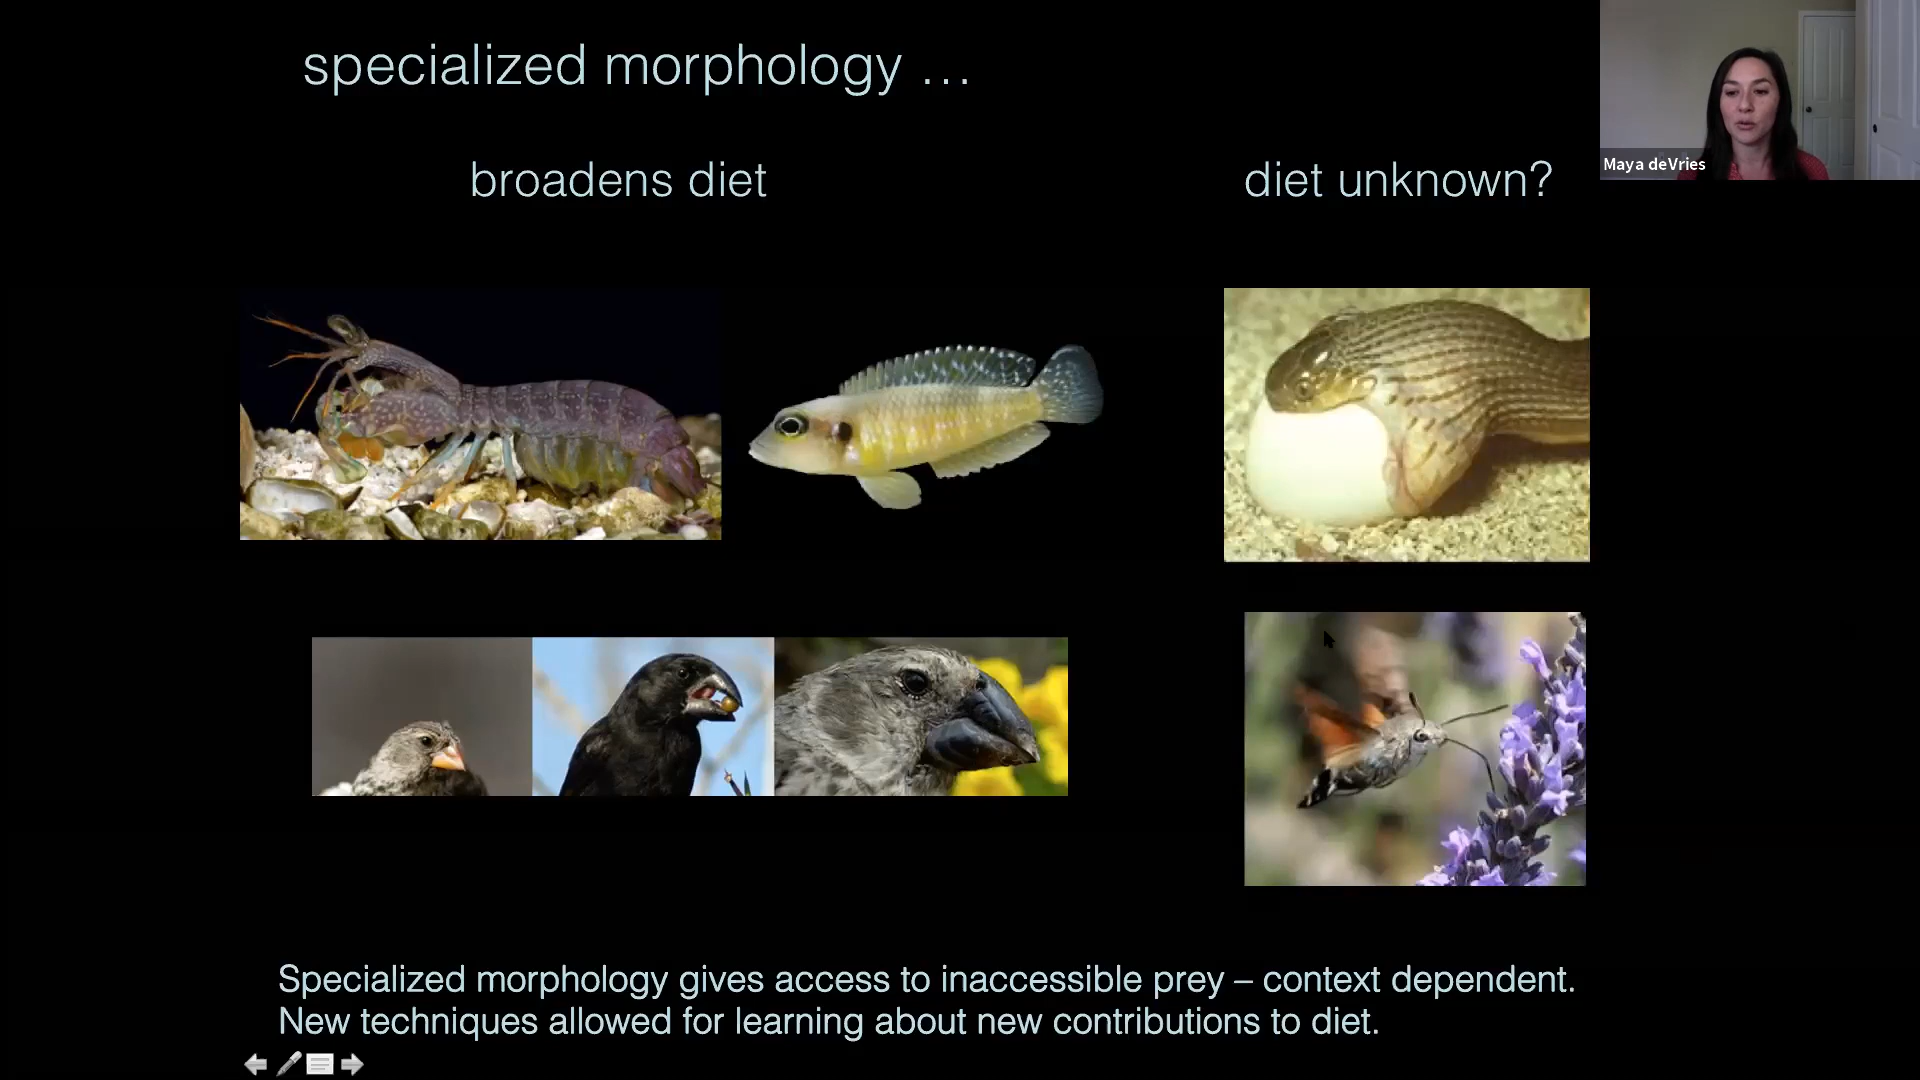 specialized morphology ...
broadens diet
diet unknown?
Maya deVries
Specialized morphology gives access to inaccessible prey – context dependent.
New techniques allowed for learning about new contributions to diet.